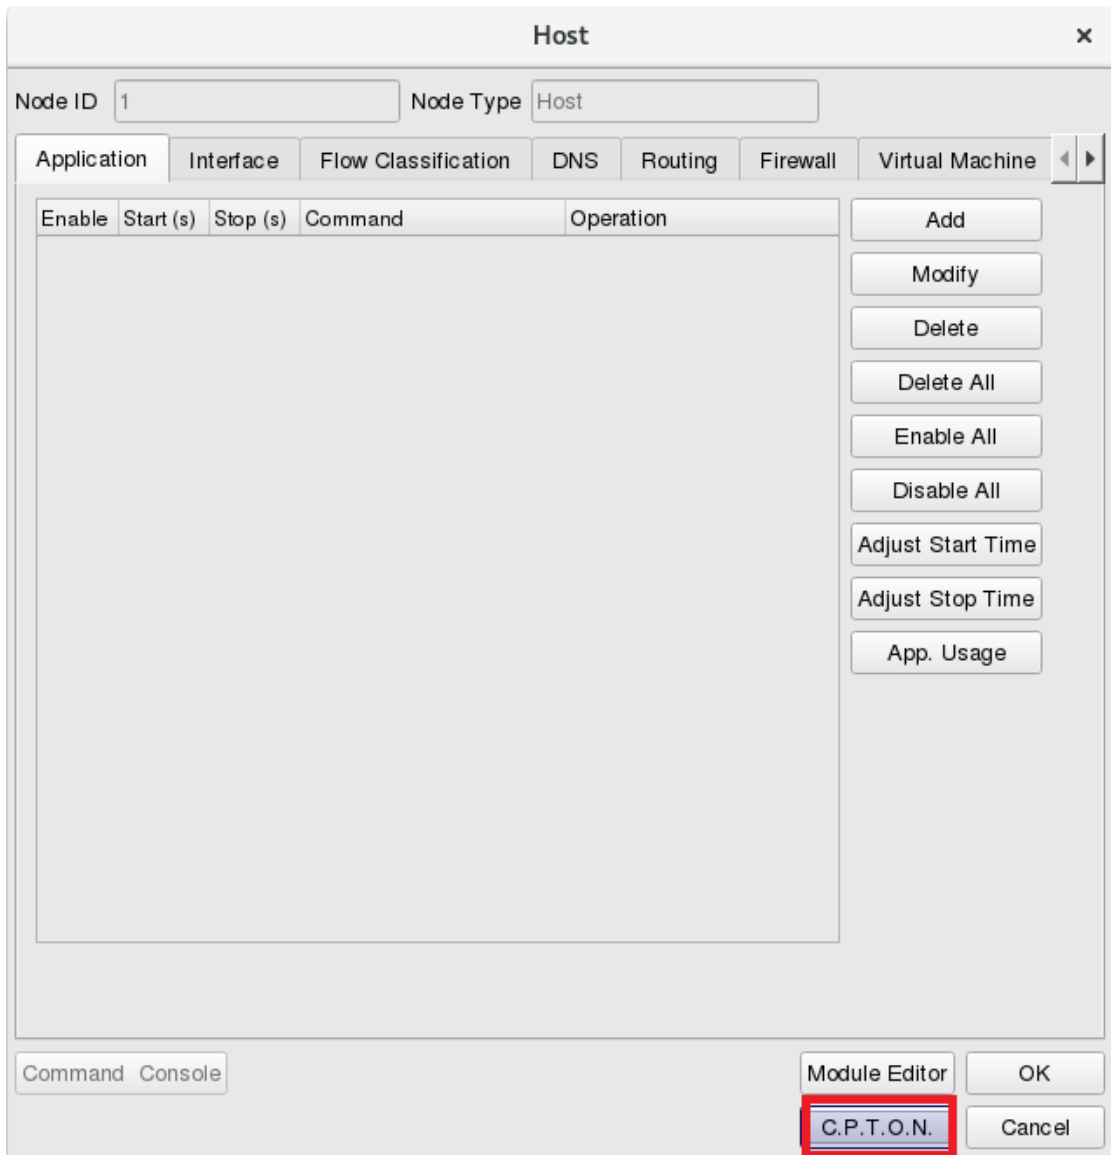 Host
Node ID 1 Node Type Host
Application Interface Flow Classification DNS Routing Firewall Virtual Machine
Enable Start (s) Stop (s) Command Operation
Add
Modify
Delete
Delete All
Enable All
Disable All
Adjust Start Time
Adjust Stop Time
App. Usage
Command Console Module Editor OK
C.P.T.O.N. Cancel